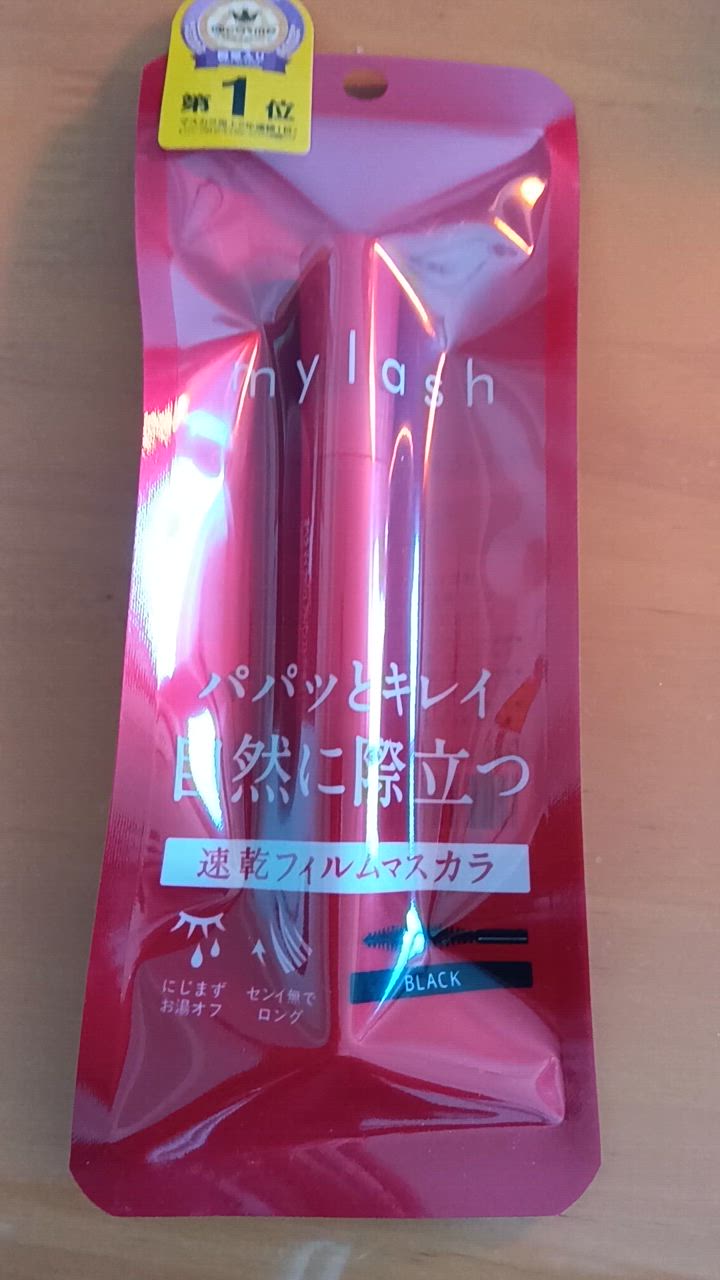 @cosme
第1位
mylash
パパッとキレイ
自然に際立つ
速乾フィルムマスカラ
にじまず
お湯オフ
センイ無で
ロング
BLACK